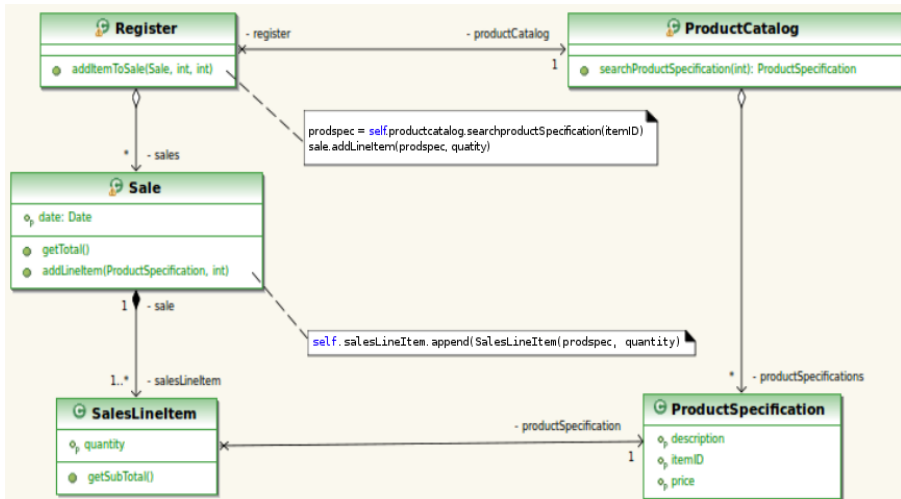 Register
addItemToSale(Sale, int, int)
- register
- productCatalog
1
ProductCatalog
searchProductSpecification(int): ProductSpecification
prodspec = self.productcatalog.searchproductSpecification(itemID)
sale.addLineItem(prodspec, quatity)
*
- sales
Sale
date: Date
getTotal()
addLineItem(ProductSpecification, int)
1
- sale
self.salesLineItem.append(SalesLineItem(prodspec, quantity)
1..*
- salesLineItem
*
- productSpecifications
SalesLineItem
quantity
getSubTotal()
- productSpecification
1
ProductSpecification
description
itemID
price